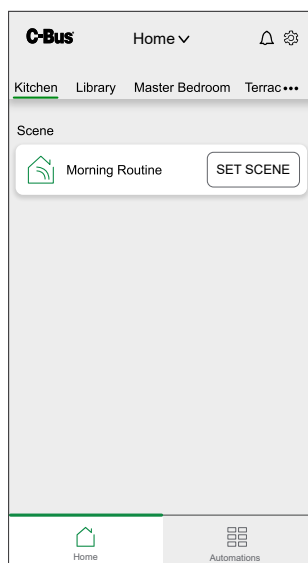 C-Bus Home
Kitchen Library Master Bedroom Terrac•••
Scene
Morning Routine SET SCENE
Home Automations